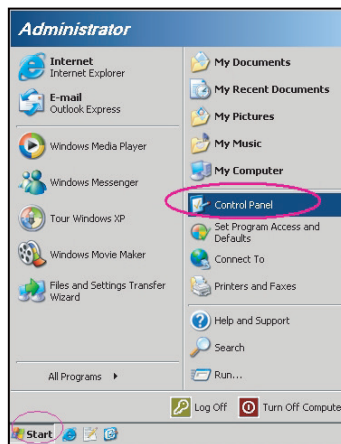 Administrator
Internet
Internet Explorer
E-mail
Outlook Express
Windows Media Player
Windows Messenger
Tour Windows XP
Windows Movie Maker
Files and Settings Transfer
Wizard
All Programs
My Documents
My Recent Documents
My Pictures
My Music
My Computer
Control Panel
Set Program Access and
Defaults
Connect To
Printers and Faxes
Help and Support
Search
Run...
Log Off
Turn Off Compute
Start